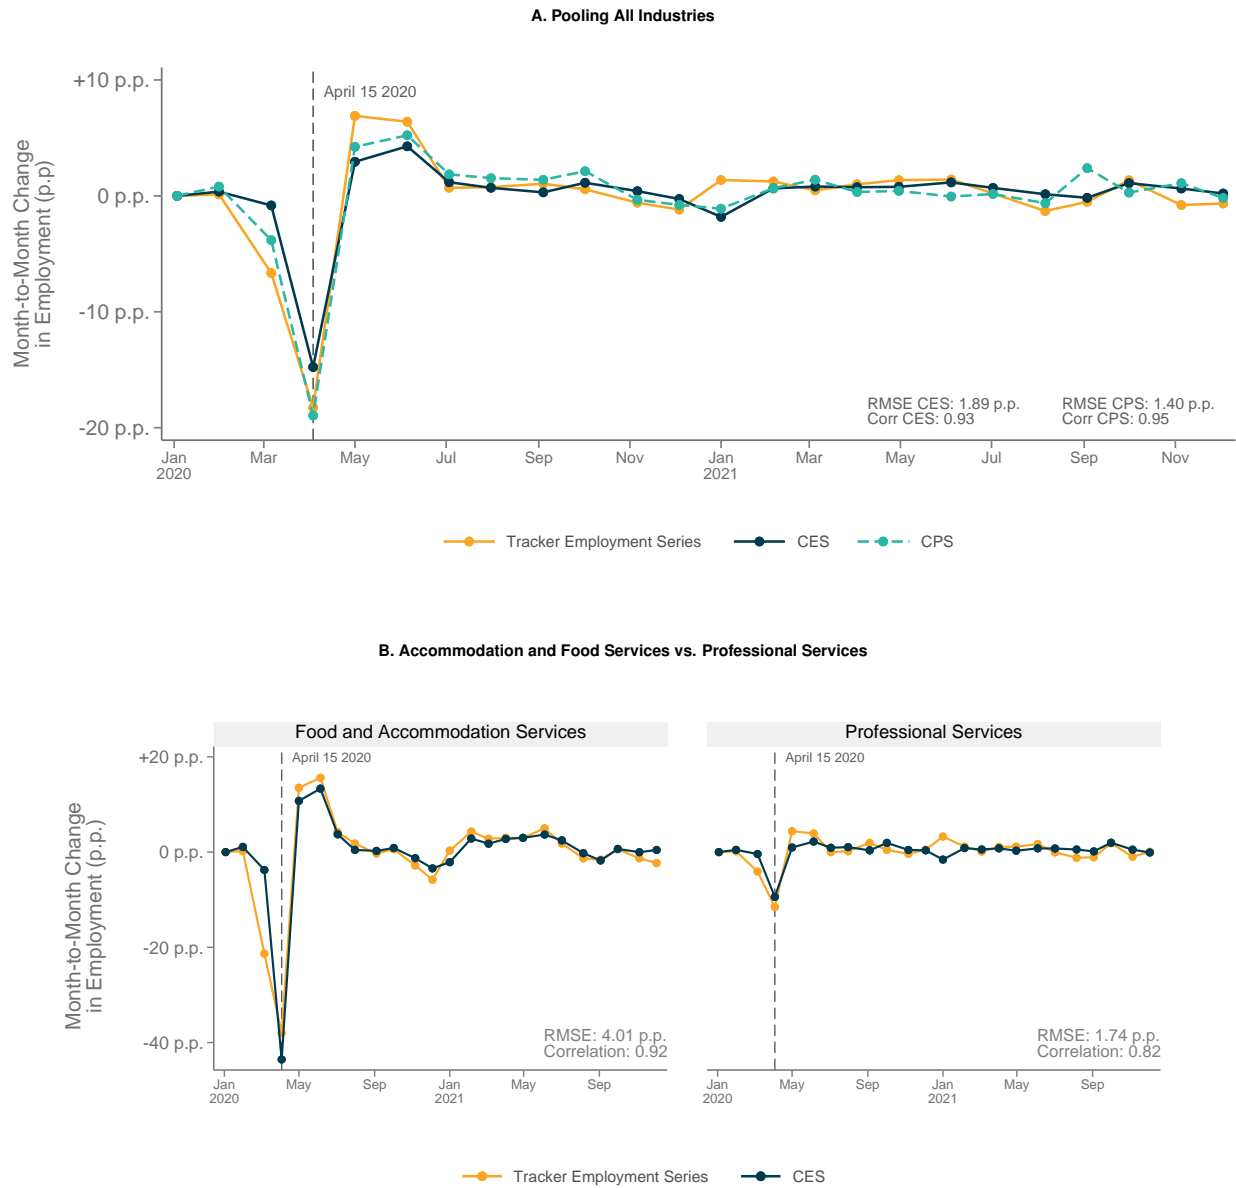 A. Pooling All Industries
+10 p.p.
0 p.p.
-10 p.p.
-20 p.p.
Month-to-Month Change
in Employment (p.p)
April 15 2020
RMSE CES: 1.89 p.p.
Corr CES: 0.93
RMSE CPS: 1.40 p.p.
Corr CPS: 0.95
Jan
2020
Mar
May
Jul
Sep
Nov
Jan
2021
Mar
May
Jul
Sep
Nov
Tracker Employment Series
CES
CPS
B. Accommodation and Food Services vs. Professional Services
Food and Accommodation Services
Professional Services
+20 p.p.
0 p.p.
-20 p.p.
-40 p.p.
Month-to-Month Change
in Employment (p.p.)
April 15 2020
RMSE: 4.01 p.p.
Correlation: 0.92
Jan
2020
May
Sep
Jan
2021
May
Sep
April 15 2020
RMSE: 1.74 p.p.
Correlation: 0.82
Jan
2020
May
Sep
Jan
2021
May
Sep
Tracker Employment Series
CES